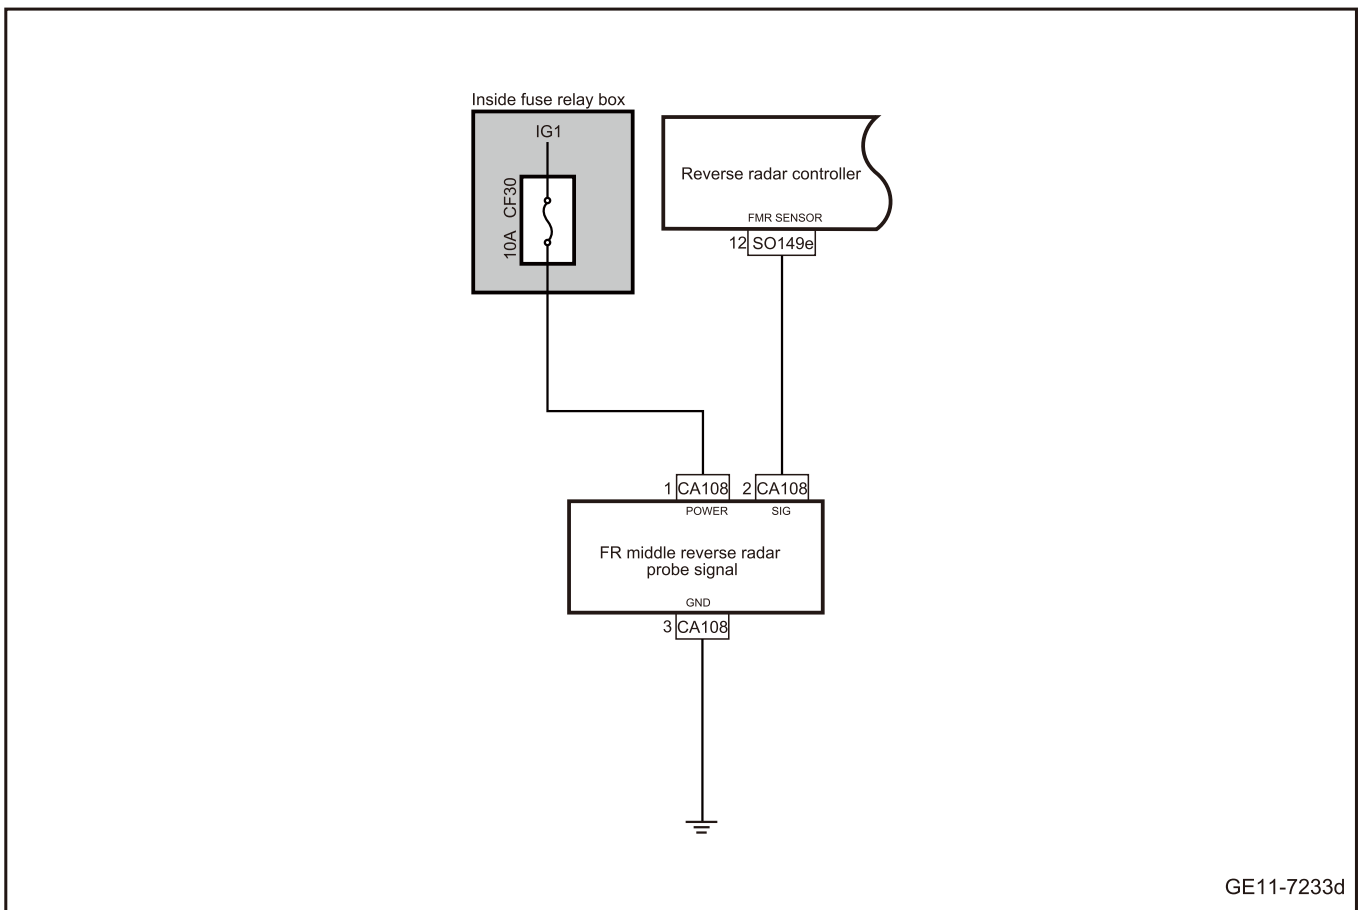 Inside fuse relay box
IG1
10A CF30
Reverse radar controller
FMR SENSOR
12 SO149e
1 CA108 2 CA108
POWER SIG
FR middle reverse radar
probe signal
GND
3 CA108
GE11-7233d